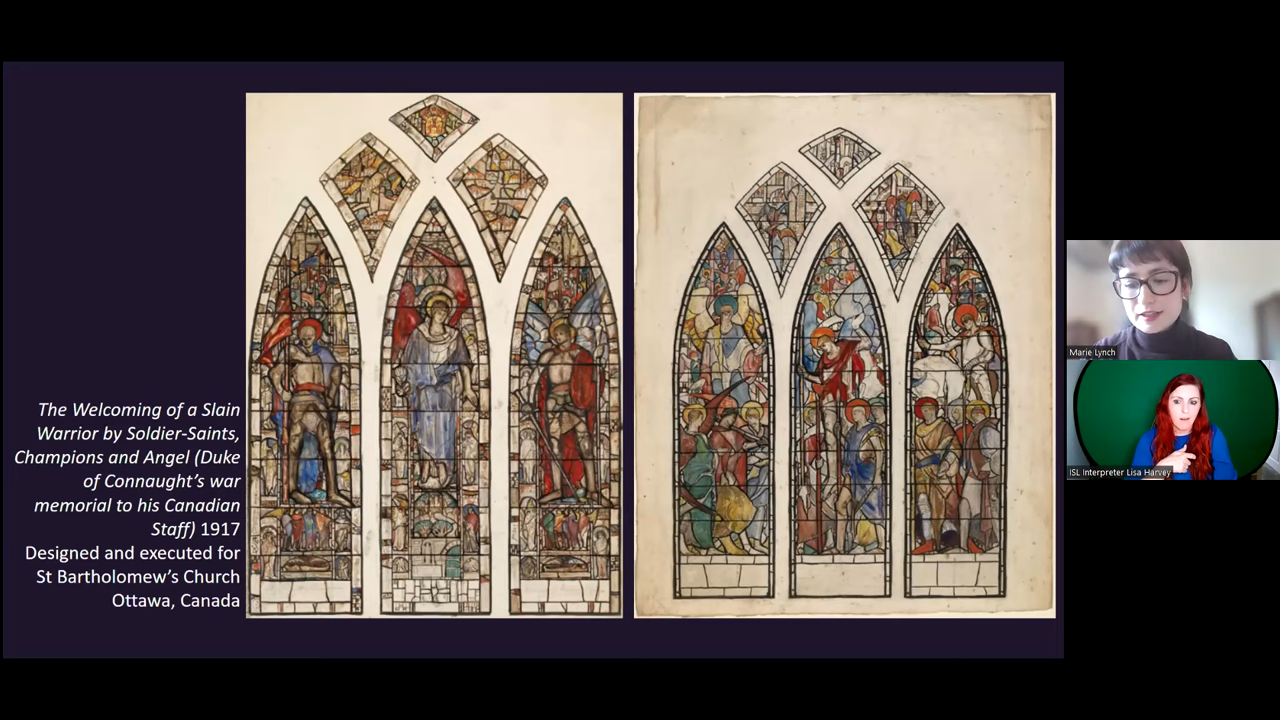 The Welcoming of a Slain
Warrior by Soldier-Saints,
Champions and Angel (Duke
of Connaught’s war
memorial to his Canadian
Staff) 1917
Designed and executed for
St Bartholomew’s Church
Ottawa, Canada
Marie Lynch
ISL Interpreter Lisa Harvey